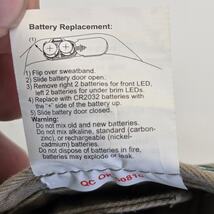 Battery Replacement:
(1)
1) Flip over sweatband.
2) Slide battery door open.
3) Remove right 2 batteries for front LED,
left 2 batteries for under brim LEDs.
4) Replace with CR2032 batteries with
the "+" side of the battery up.
5) Slide battery door closed.
Warning:
Do not mix old and new batteries.
Do not mix alkaline, standard (carbon-
zinc), or rechargeable (nickel-
cadmium) batteries.
Do not dispose of batteries in fire,
batteries may explode or leak.
QC